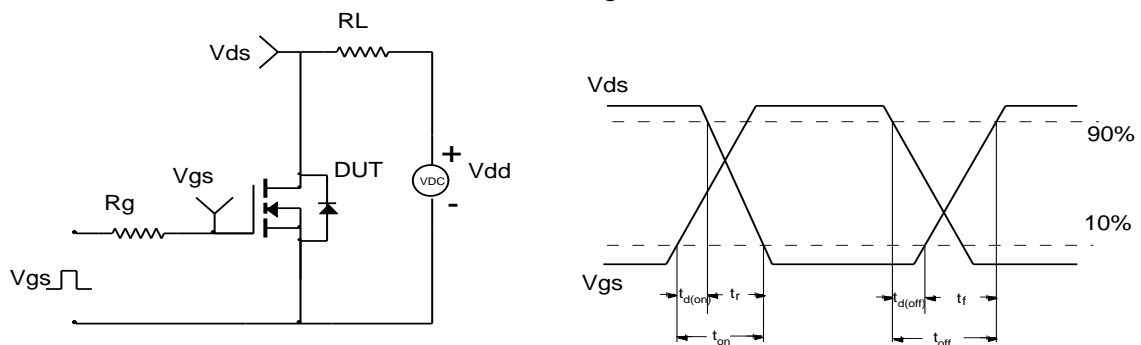 RL
Vds
Vds
90%
+
Vgs
DUT
VDC
Vdd
Rg
-
10%
Vgs
Vgs
td(on)
tr
td(off)
tf
ton
toff